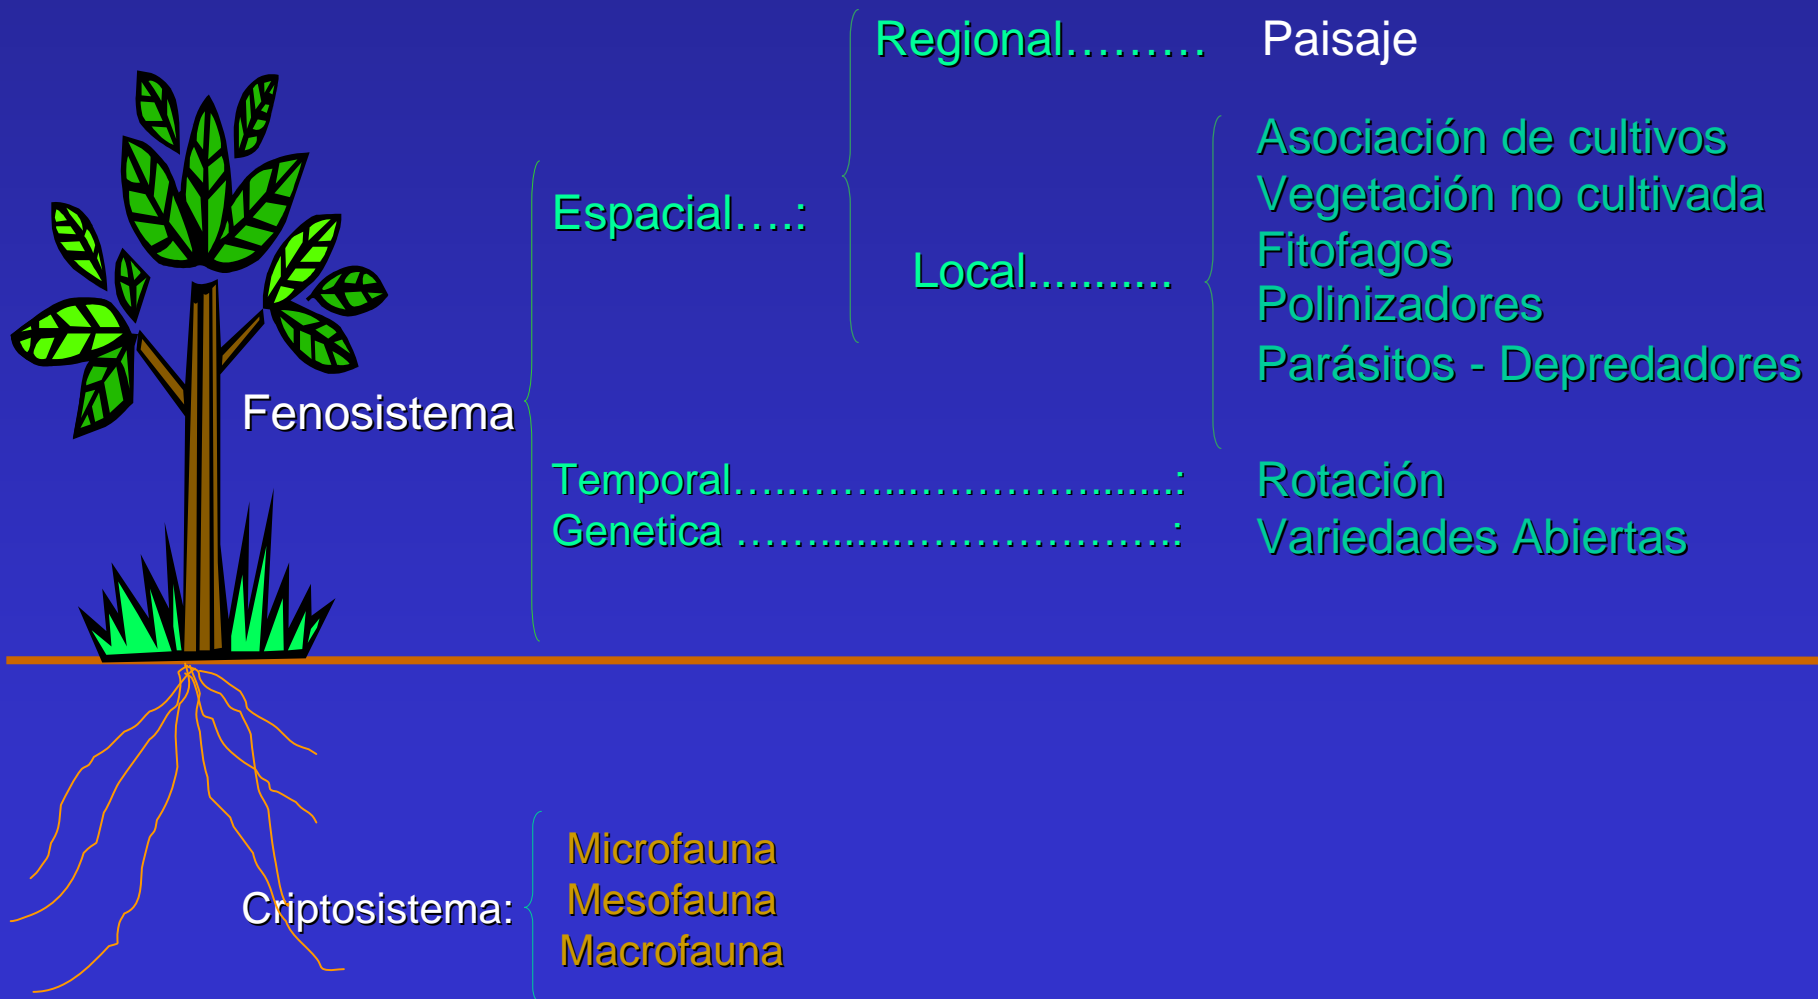 Regional……… Paisaje
Espacial…..:
Local...........
Asociación de cultivos
Vegetación no cultivada
Fitofagos
Polinizadores
Parásitos - Depredadores
Fenosistema
Temporal…..……...………….......: Rotación
Genetica …….......……………….: Variedades Abiertas
Criptosistema:
Microfauna
Mesofauna
Macrofauna